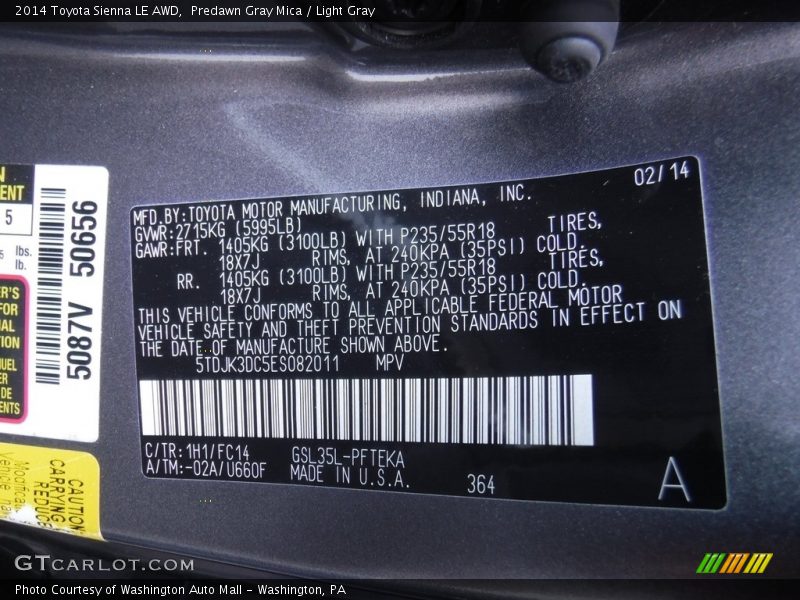 2014 Toyota Sienna LE AWD,  Predawn Gray Mica / Light Gray
02/14
MFD.BY:TOYOTA MOTOR MANUFACTURING, INDIANA, INC.
GVWR:2715KG (5995LB)
GAWR:FRT. 1405KG (3100LB) WITH P235/55R18 TIRES,
18X7J RIMS, AT 240KPA (35PSI) COLD.
RR. 1405KG (3100LB) WITH P235/55R18 TIRES,
18X7J RIMS, AT 240KPA (35PSI) COLD.
THIS VEHICLE CONFORMS TO ALL APPLICABLE FEDERAL MOTOR
VEHICLE SAFETY AND THEFT PREVENTION STANDARDS IN EFFECT ON
THE DATE OF MANUFACTURE SHOWN ABOVE.
5TDJK3DC5ES082011 MPV
C/TR:1H1/FC14 GSL35L-PFTEKA
A/TM:-02A/U660F MADE IN U.S.A. 364
A
5
lbs.
lb.
5087V 50656
CAUTION
CARRYING
REDUCE
GTCARLOT.COM
Photo Courtesy of Washington Auto Mall - Washington, PA